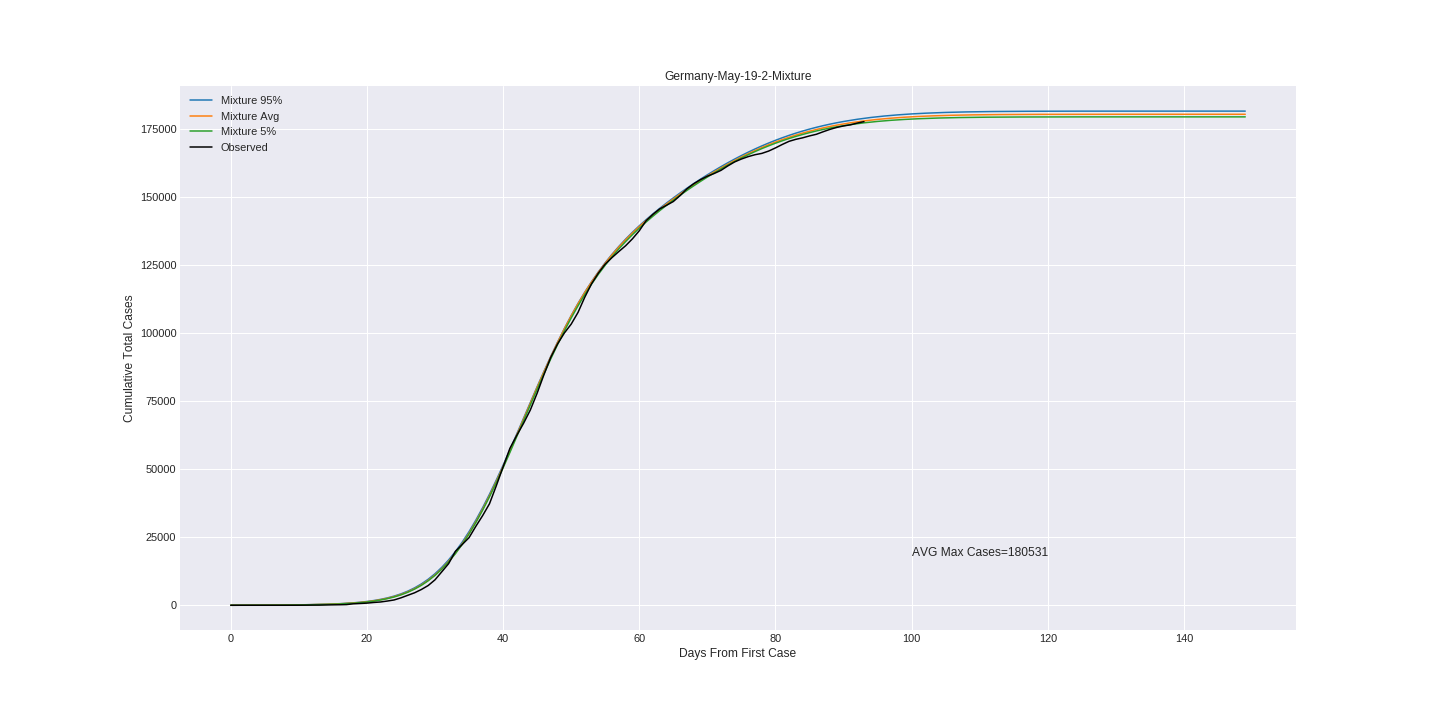 Germany-May-19-2-Mixture
Mixture 95%
Mixture Avg
Mixture 5%
Observed
175000
150000
125000
100000
75000
50000
25000
0
Cumulative Total Cases
AVG Max Cases=180531
0 20 40 60 80 100 120 140
Days From First Case